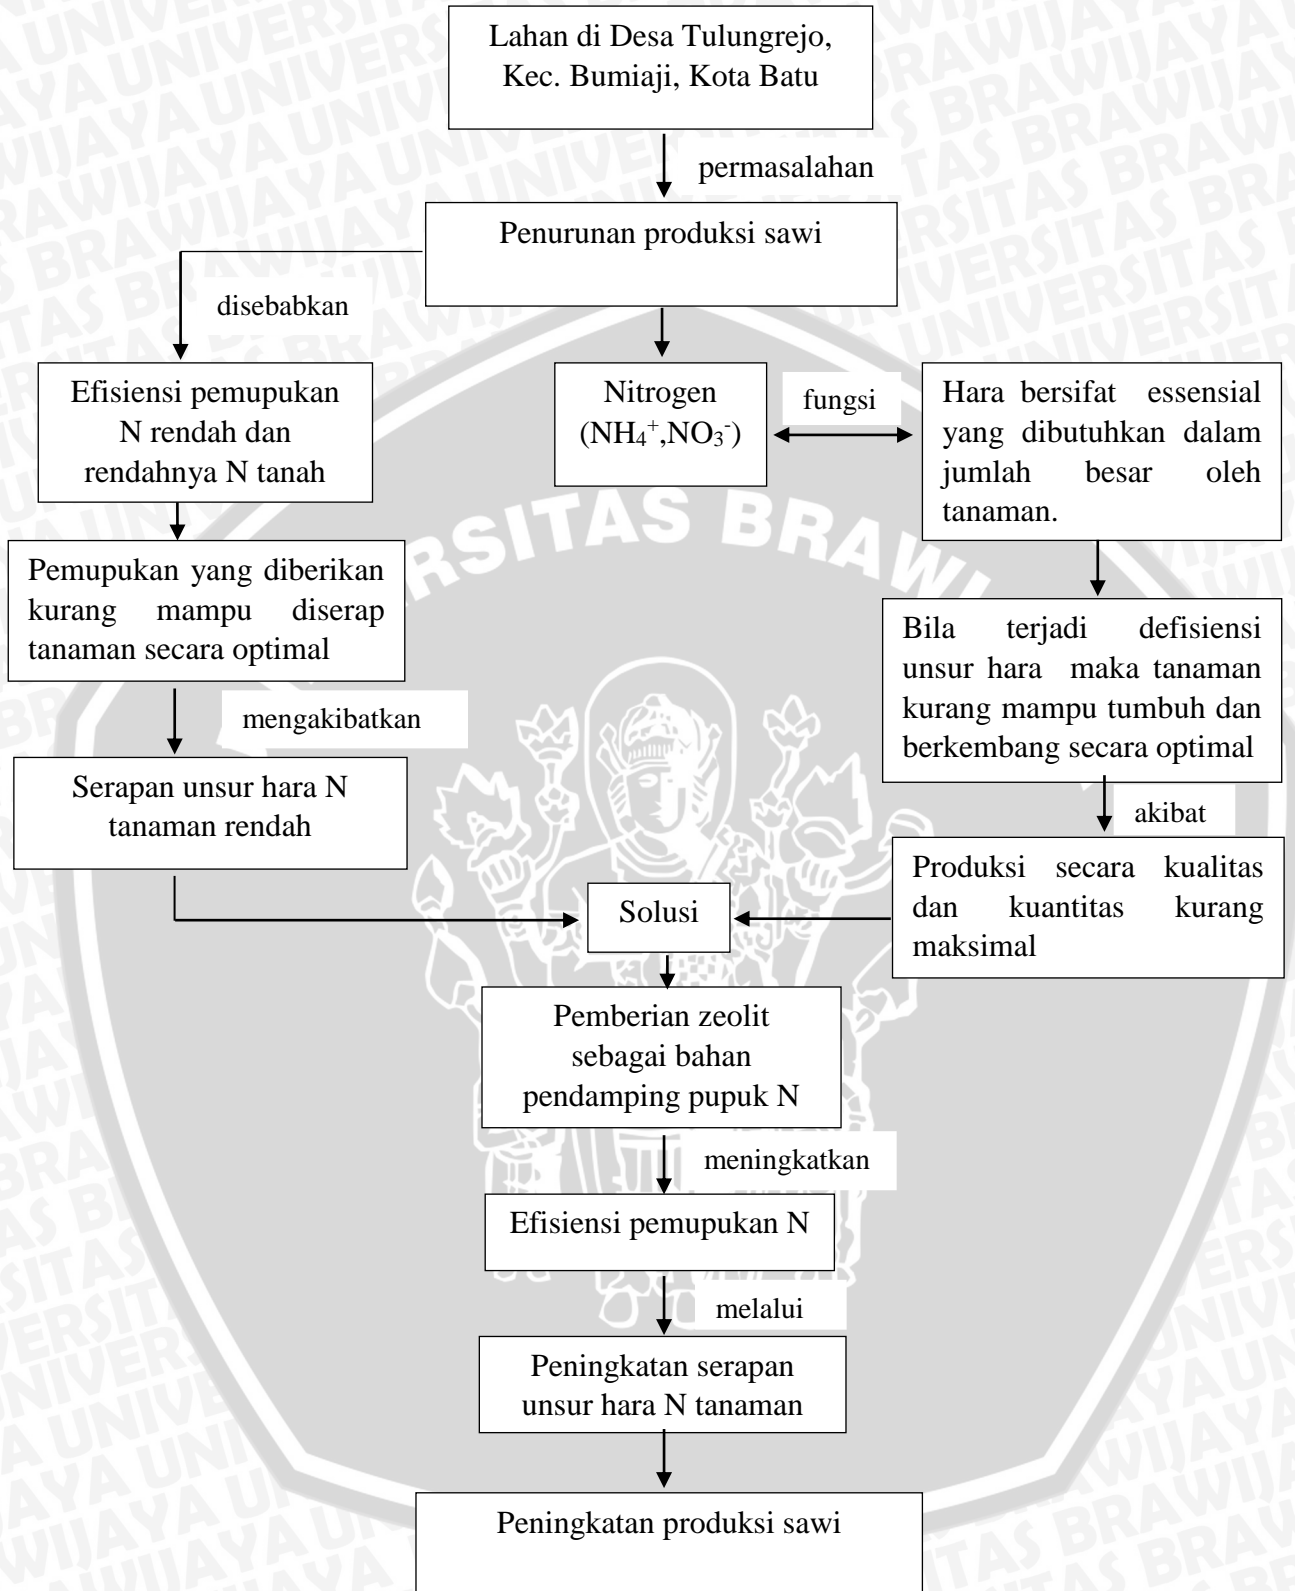 Lahan di Desa Tulungrejo,
Kec. Bumiaji, Kota Batu
permasalahan
Penurunan produksi sawi
disebabkan
Efisiensi pemupukan
N rendah dan
rendahnya N tanah
Nitrogen
(NH₄⁺,NO₃⁻)
fungsi
Hara bersifat essensial
yang dibutuhkan dalam
jumlah besar oleh
tanaman.
Pemupukan yang diberikan
kurang mampu diserap
tanaman secara optimal
Bila terjadi defisiensi
unsur hara maka tanaman
kurang mampu tumbuh dan
berkembang secara optimal
mengakibatkan
Serapan unsur hara N
tanaman rendah
akibat
Produksi secara kualitas
dan kuantitas kurang
maksimal
Solusi
Pemberian zeolit
sebagai bahan
pendamping pupuk N
meningkatkan
Efisiensi pemupukan N
melalui
Peningkatan serapan
unsur hara N tanaman
Peningkatan produksi sawi